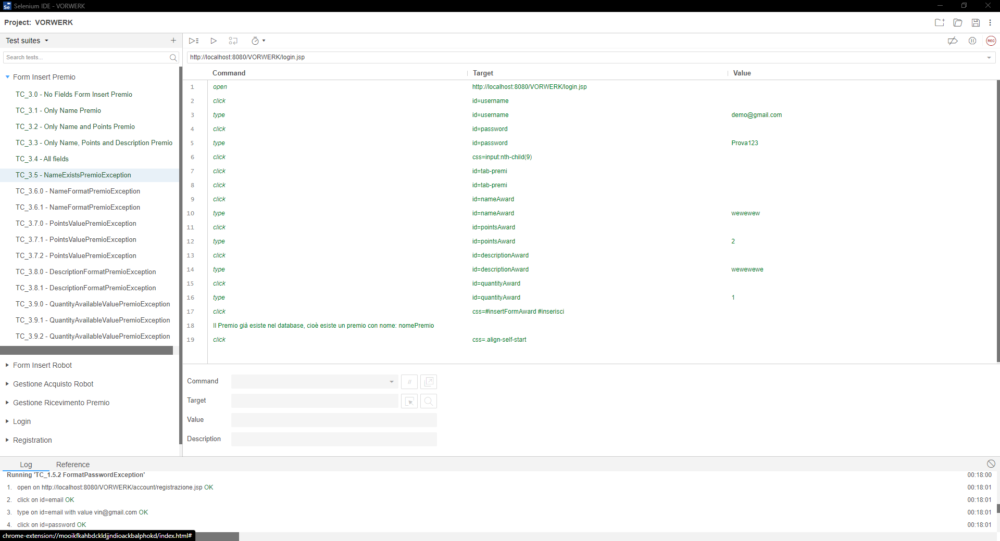 Selenium IDE - VORWERK
Project: VORWERK
Test suites
Search tests...
http://localhost:8080/VORWERK/login.jsp
Form Insert Premio
TC_3.0 - No Fields Form Insert Premio
TC_3.1 - Only Name Premio
TC_3.2 - Only Name and Points Premio
TC_3.3 - Only Name, Points and Description Premio
TC_3.4 - All fields
TC_3.5 - NameExistsPremioException
TC_3.6.0 - NameFormatPremioException
TC_3.6.1 - NameFormatPremioException
TC_3.7.0 - PointsValuePremioException
TC_3.7.1 - PointsValuePremioException
TC_3.7.2 - PointsValuePremioException
TC_3.8.0 - DescriptionFormatPremioException
TC_3.8.1 - DescriptionFormatPremioException
TC_3.9.0 - QuantityAvailableValuePremioException
TC_3.9.1 - QuantityAvailableValuePremioException
TC_3.9.2 - QuantityAvailableValuePremioException
Form Insert Robot
Gestione Acquisto Robot
Gestione Ricevimento Premio
Login
Registration
REC
Command Target Value
1 open http://localhost:8080/VORWERK/login.jsp
2 click id=username
3 type id=username demo@gmail.com
4 click id=password
5 type id=password Prova123
6 click css=input:nth-child(9)
7 click id=tab-premi
8 click id=tab-premi
9 click id=nameAward
10 type id=nameAward wewewew
11 click id=pointsAward
12 type id=pointsAward 2
13 click id=descriptionAward
14 type id=descriptionAward wewewewe
15 click id=quantityAward
16 type id=quantityAward 1
17 click css=#insertFormAward #inserisci
18 Il Premio già esiste nel database, cioè esiste un premio con nome: nomePremio
19 click css=.align-self-start
Command //
Target
Value
Description
Log Reference
Running 'TC_1.5.2 FormatPasswordException' 00:18:00
1. open on http://localhost:8080/VORWERK/account/registrazione.jsp OK 00:18:01
2. click on id=email OK 00:18:01
3. type on id=email with value vin@gmail.com OK 00:18:01
4. click on id=password OK 00:18:01
chrome-extension://mooikfkahbdckldjjndioackbalphokd/index.html#